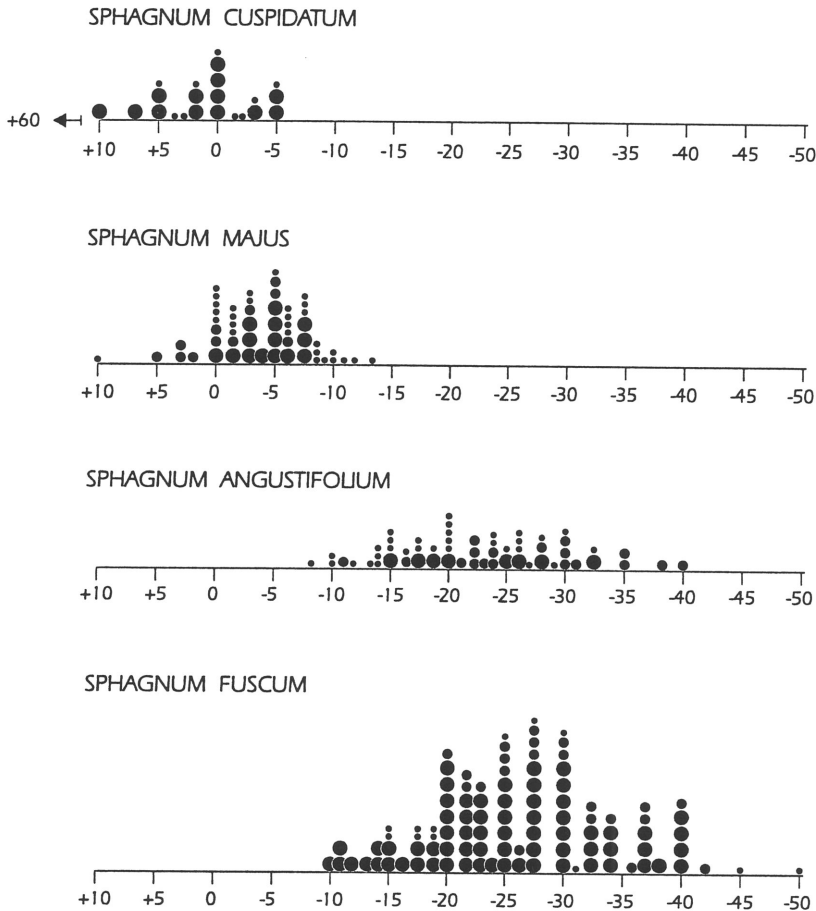 SPHAGNUM CUSPIDATUM
+60
+10 +5 0 -5 -10 -15 -20 -25 -30 -35 -40 -45 -50
SPHAGNUM MAJUS
+10 +5 0 -5 -10 -15 -20 -25 -30 -35 -40 -45 -50
SPHAGNUM ANGUSTIFOLIUM
+10 +5 0 -5 -10 -15 -20 -25 -30 -35 -40 -45 -50
SPHAGNUM FUSCUM
+10 +5 0 -5 -10 -15 -20 -25 -30 -35 -40 -45 -50